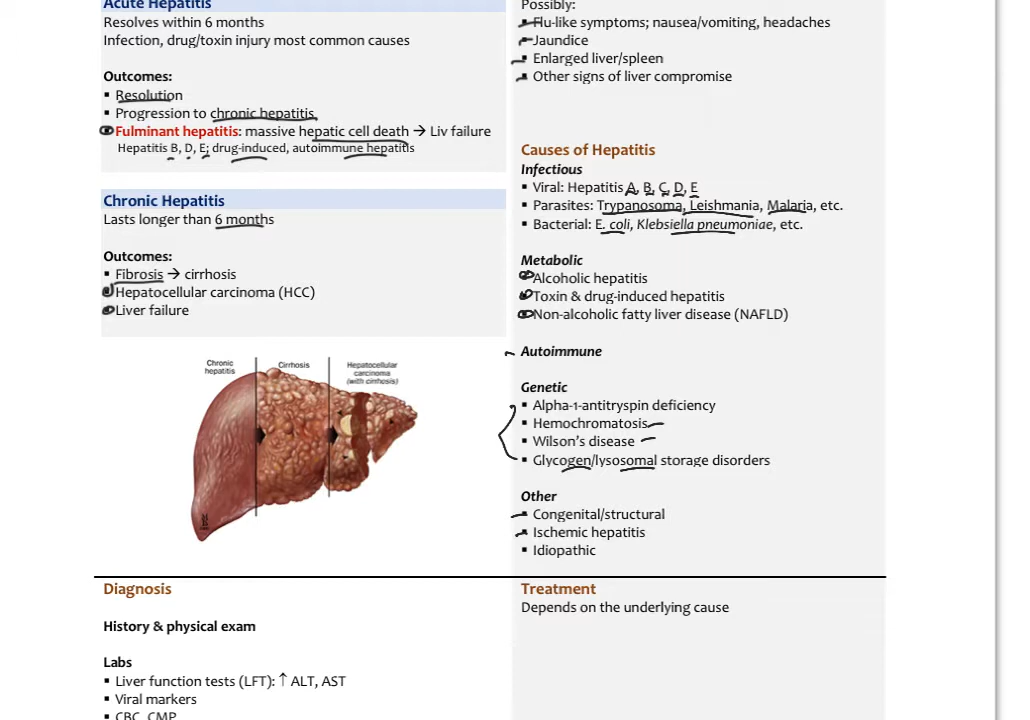 Acute Hepatitis
Resolves within 6 months
Infection, drug/toxin injury most common causes
Outcomes:
▪ Resolution
▪ Progression to chronic hepatitis
Fulminant hepatitis: massive hepatic cell death → Liv failure
Hepatitis B, D, E; drug-induced, autoimmune hepatitis
Chronic Hepatitis
Lasts longer than 6 months
Outcomes:
▪ Fibrosis → cirrhosis
Hepatocellular carcinoma (HCC)
Liver failure
Chronic
hepatitis
Cirrhosis
Hepatocellular
carcinoma
(with cirrhosis)
Possibly:
▪ Flu-like symptoms; nausea/vomiting, headaches
▪ Jaundice
▪ Enlarged liver/spleen
▪ Other signs of liver compromise
Causes of Hepatitis
Infectious
▪ Viral: Hepatitis A, B, C, D, E
▪ Parasites: Trypanosoma, Leishmania, Malaria, etc.
▪ Bacterial: E. coli, Klebsiella pneumoniae, etc.
Metabolic
Alcoholic hepatitis
Toxin & drug-induced hepatitis
Non-alcoholic fatty liver disease (NAFLD)
Autoimmune
Genetic
▪ Alpha-1-antitryspin deficiency
▪ Hemochromatosis
▪ Wilson's disease
▪ Glycogen/lysosomal storage disorders
Other
▪ Congenital/structural
▪ Ischemic hepatitis
▪ Idiopathic
Diagnosis
History & physical exam
Labs
▪ Liver function tests (LFT): ↑ ALT, AST
▪ Viral markers
▪ CBC, CMP
Treatment
Depends on the underlying cause